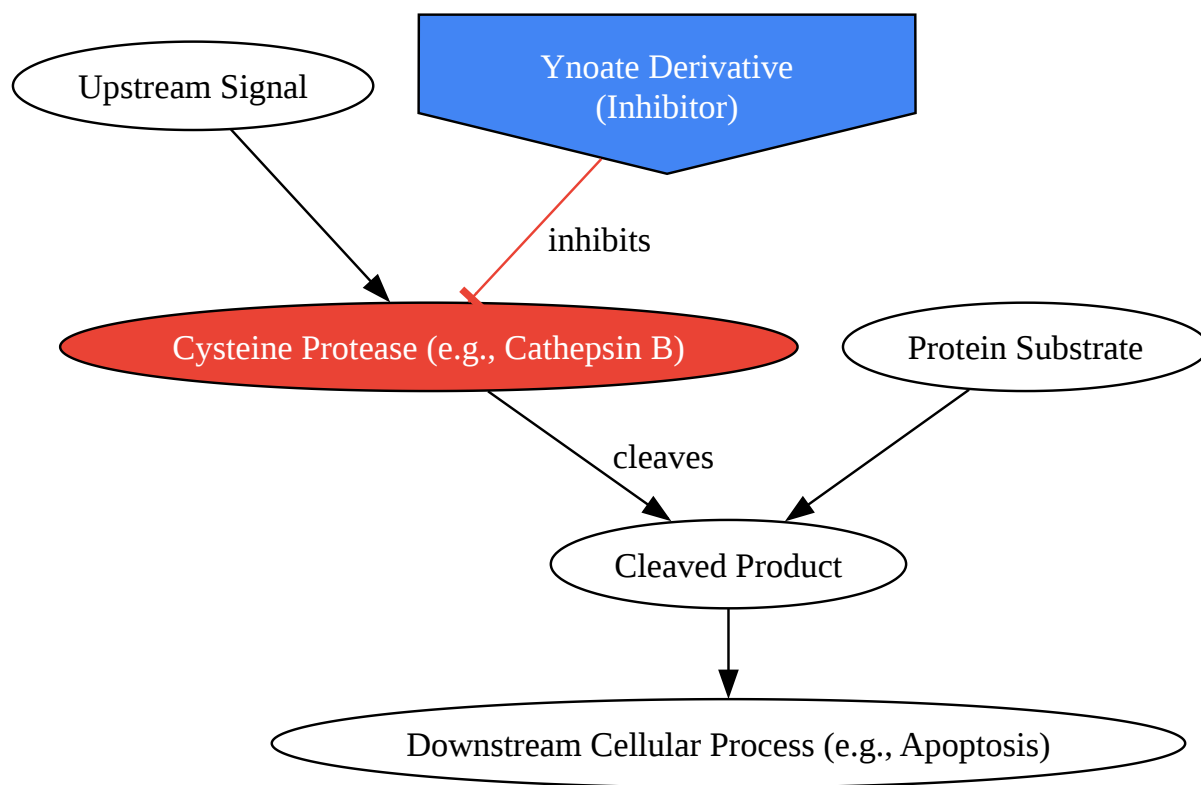 Upstream Signal
Ynoate Derivative
(Inhibitor)
inhibits
Cysteine Protease (e.g., Cathepsin B)
Protein Substrate
cleaves
Cleaved Product
Downstream Cellular Process (e.g., Apoptosis)